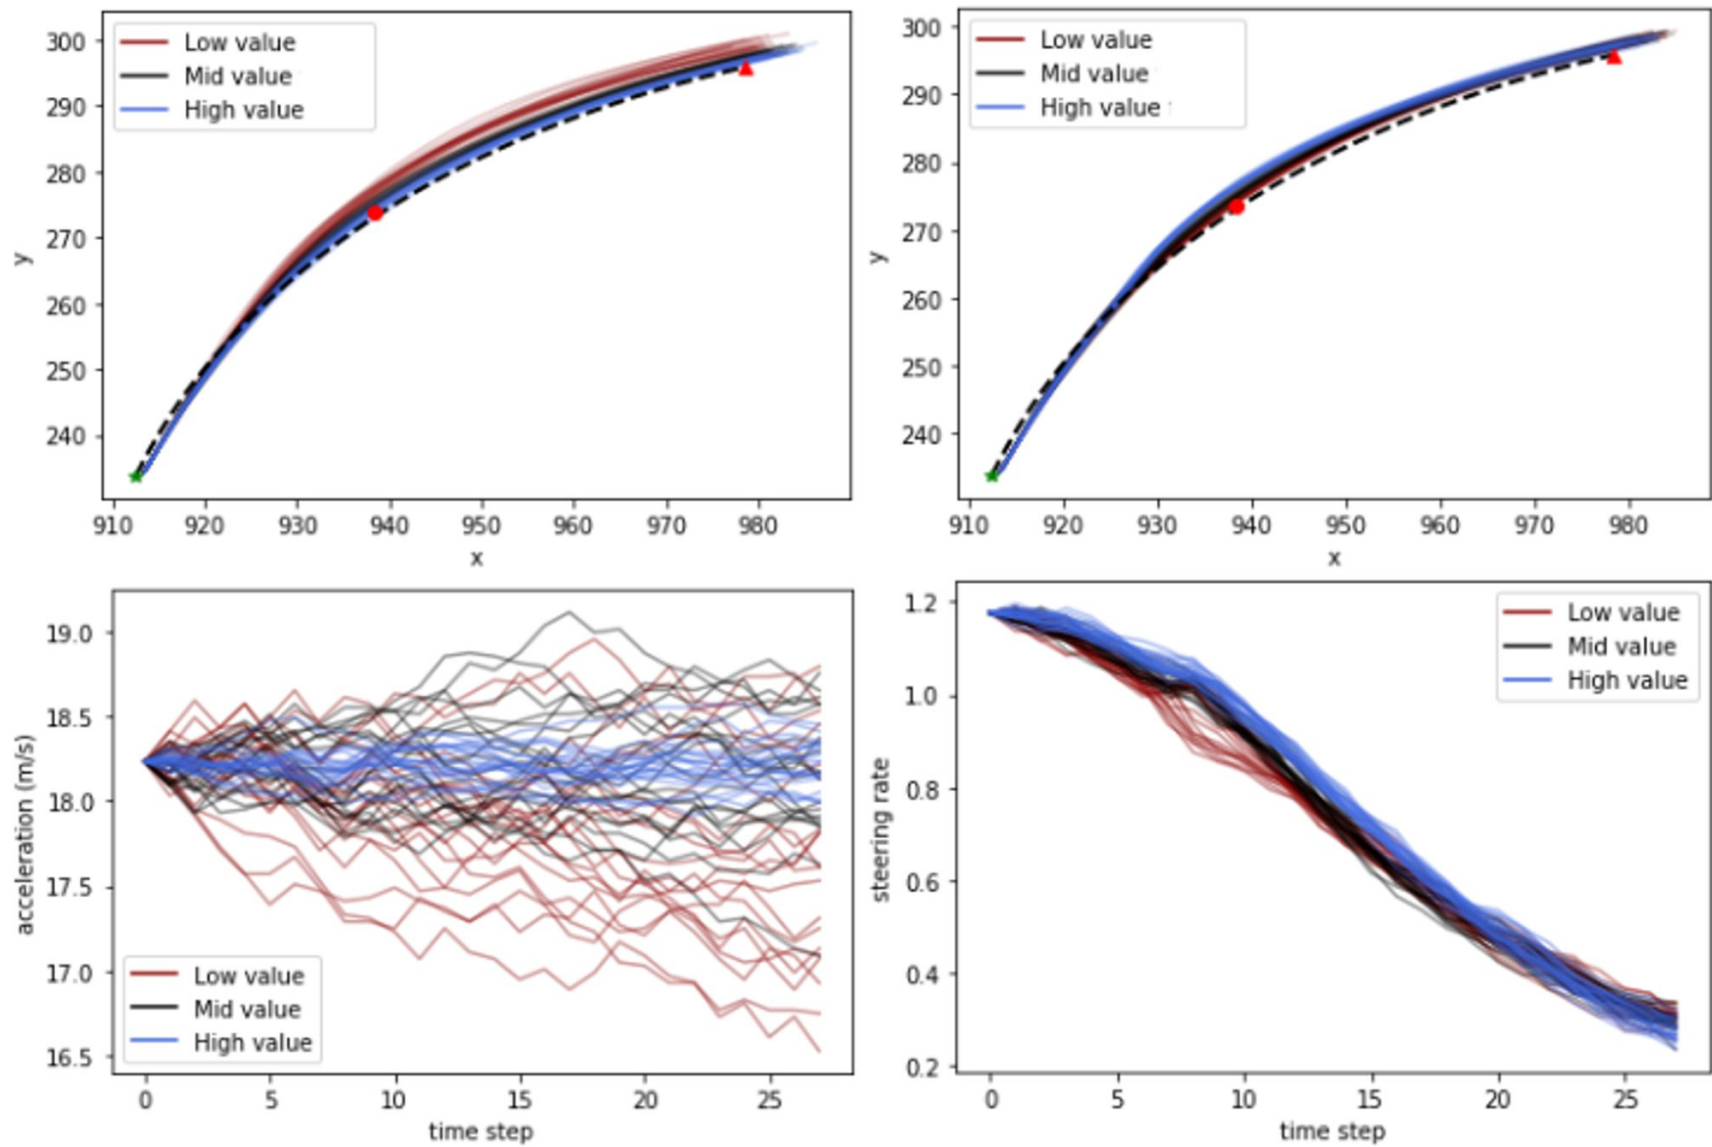 300
290
280
270
260
250
240
y
Low value
Mid value
High value
910 920 930 940 950 960 970 980
x
300
290
280
270
260
250
240
y
Low value
Mid value
High value
910 920 930 940 950 960 970 980
x
19.0
18.5
18.0
17.5
17.0
16.5
acceleration (m/s)
Low value
Mid value
High value
0 5 10 15 20 25
time step
1.2
1.0
0.8
0.6
0.4
0.2
steering rate
Low value
Mid value
High value
0 5 10 15 20 25
time step